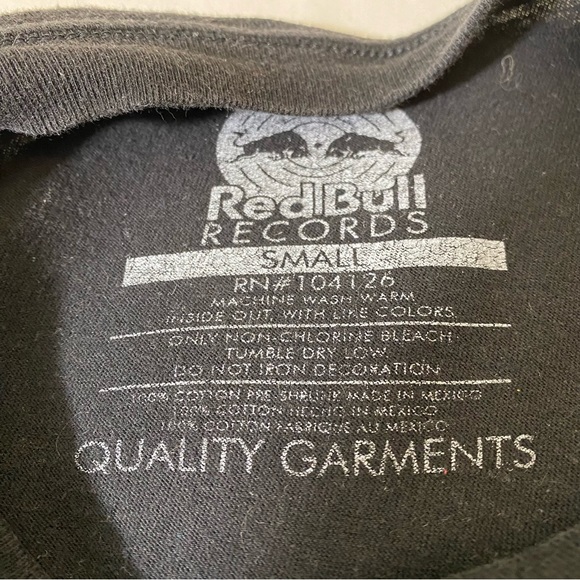 Red Bull
RECORDS
SMALL
RN#104126
MACHINE WASH WARM
INSIDE OUT, WITH LIKE COLORS
ONLY NON-CHLORINE BLEACH
TUMBLE DRY LOW
DO NOT IRON DECORATION
100% COTTON PRE-SHRUNK MADE IN MEXICO
100% COTTON HECHO IN MEXICO
100% COTTON FABRIQUE AU MEXICO
QUALITY GARMENTS